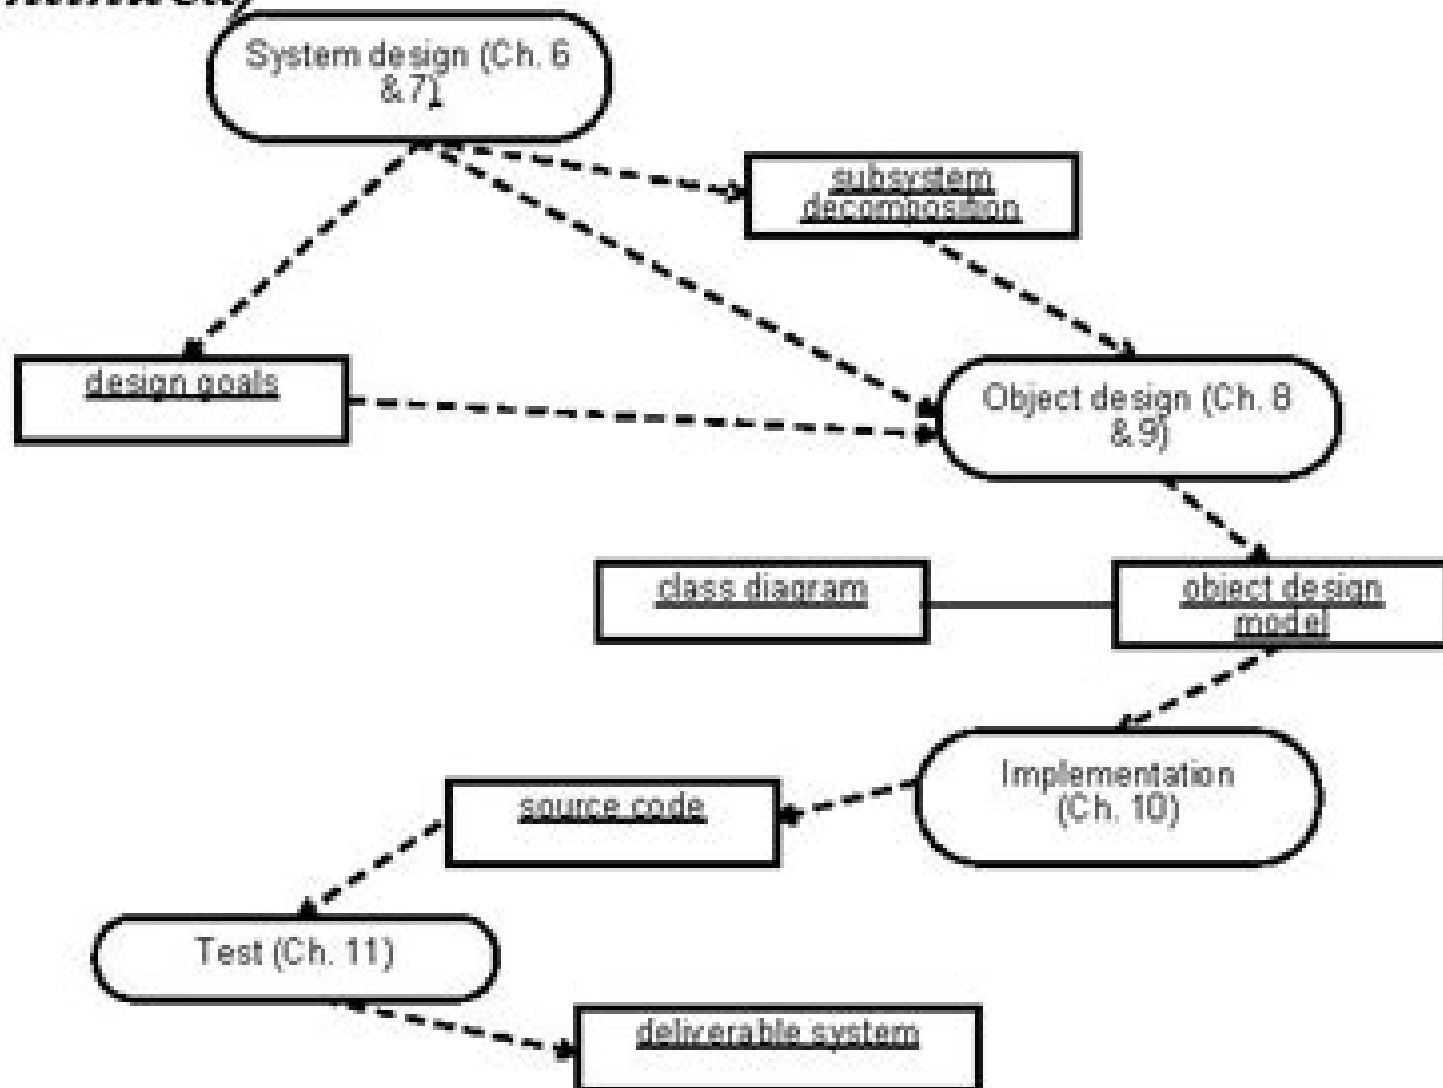 System design (Ch. 6
& 7)
subsystem
decomposition
design goals
Object design (Ch. 8
& 9)
class diagram
object design
model
Implementation
(Ch. 10)
source code
Test (Ch. 11)
deliverable system